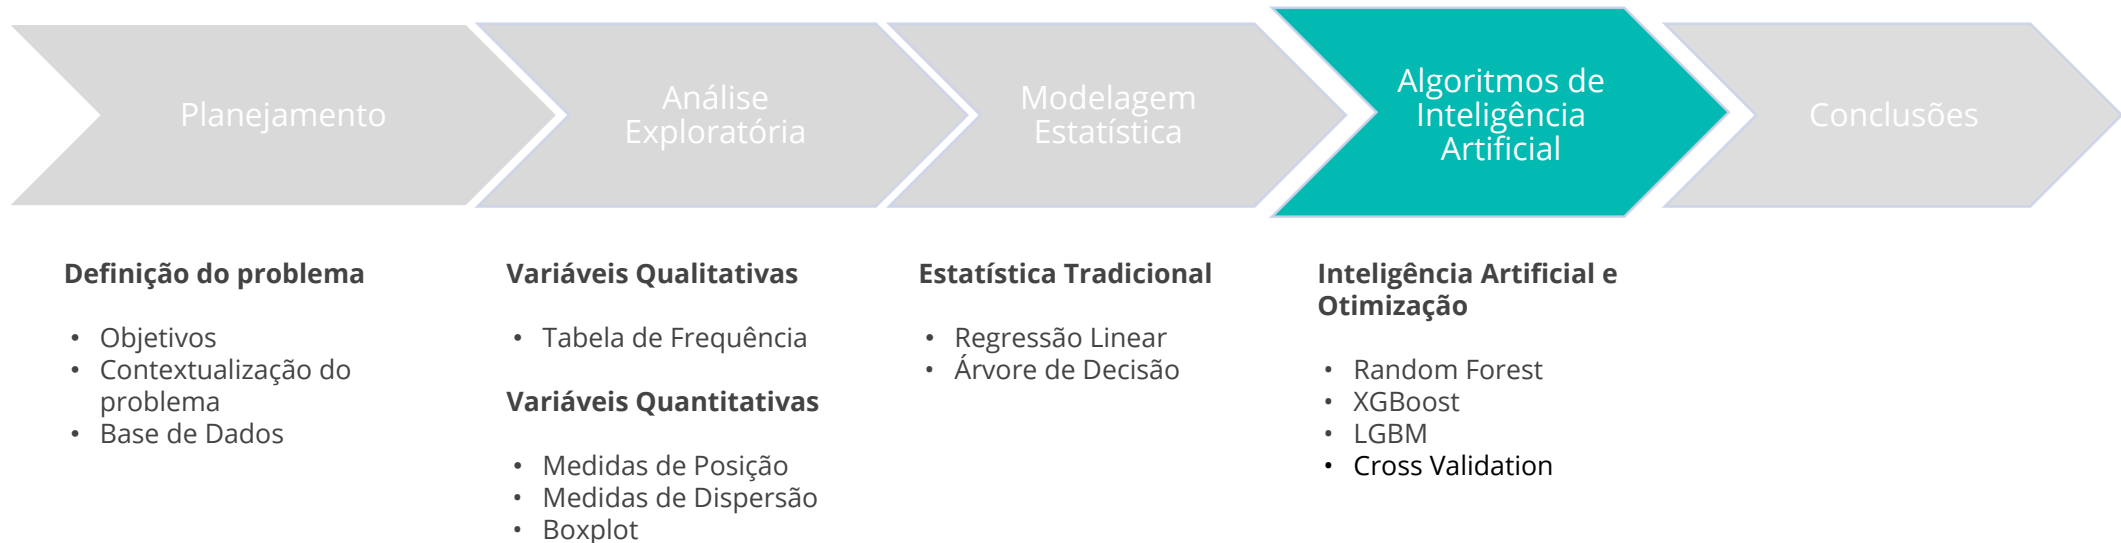 Planejamento
Análise
Exploratória
Modelagem
Estatística
Algoritmos de
Inteligência
Artificial
Conclusões
Definição do problema
• Objetivos
• Contextualização do
problema
• Base de Dados
Variáveis Qualitativas
• Tabela de Frequência
Variáveis Quantitativas
• Medidas de Posição
• Medidas de Dispersão
• Boxplot
Estatística Tradicional
• Regressão Linear
• Árvore de Decisão
Inteligência Artificial e
Otimização
• Random Forest
• XGBoost
• LGBM
• Cross Validation